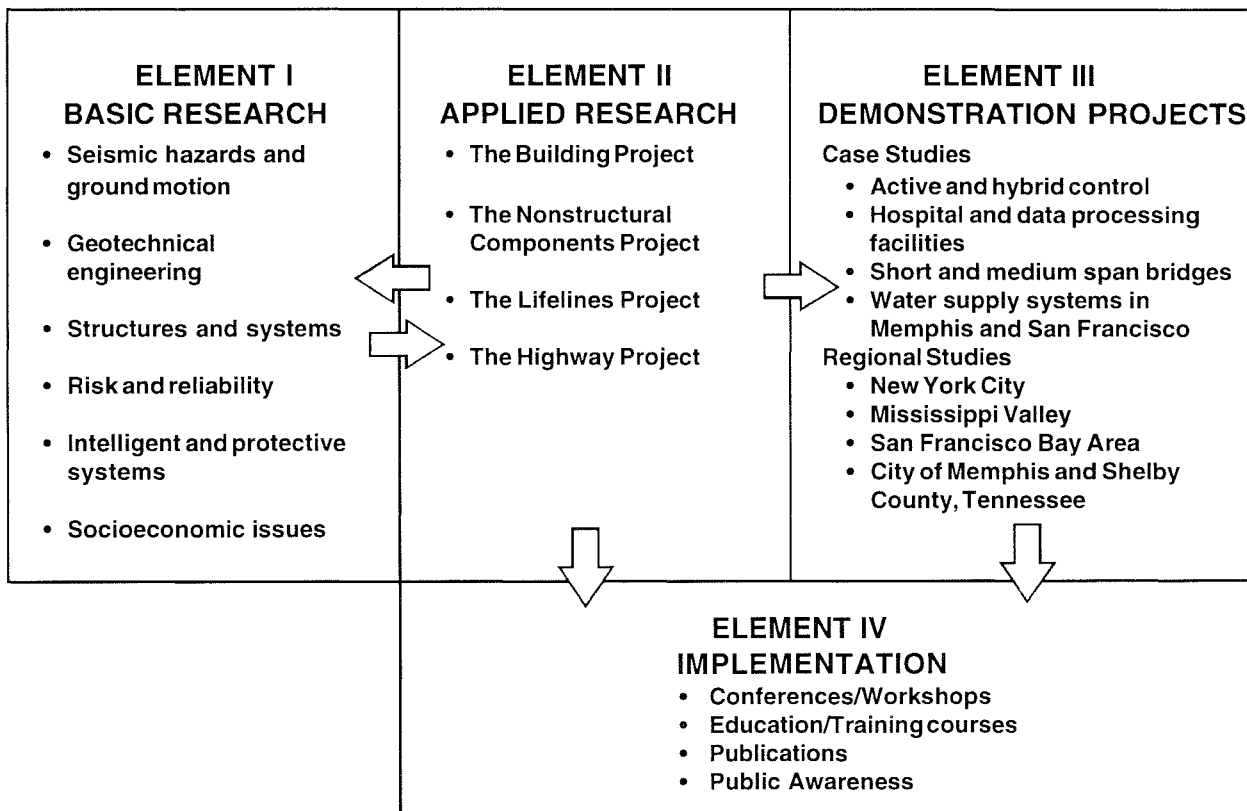 ELEMENT I
BASIC RESEARCH
• Seismic hazards and
ground motion
• Geotechnical
engineering
• Structures and systems
• Risk and reliability
• Intelligent and protective
systems
• Socioeconomic issues
ELEMENT II
APPLIED RESEARCH
• The Building Project
• The Nonstructural
Components Project
• The Lifelines Project
• The Highway Project
ELEMENT III
DEMONSTRATION PROJECTS
Case Studies
• Active and hybrid control
• Hospital and data processing
facilities
• Short and medium span bridges
• Water supply systems in
Memphis and San Francisco
Regional Studies
• New York City
• Mississippi Valley
• San Francisco Bay Area
• City of Memphis and Shelby
County, Tennessee
ELEMENT IV
IMPLEMENTATION
• Conferences/Workshops
• Education/Training courses
• Publications
• Public Awareness